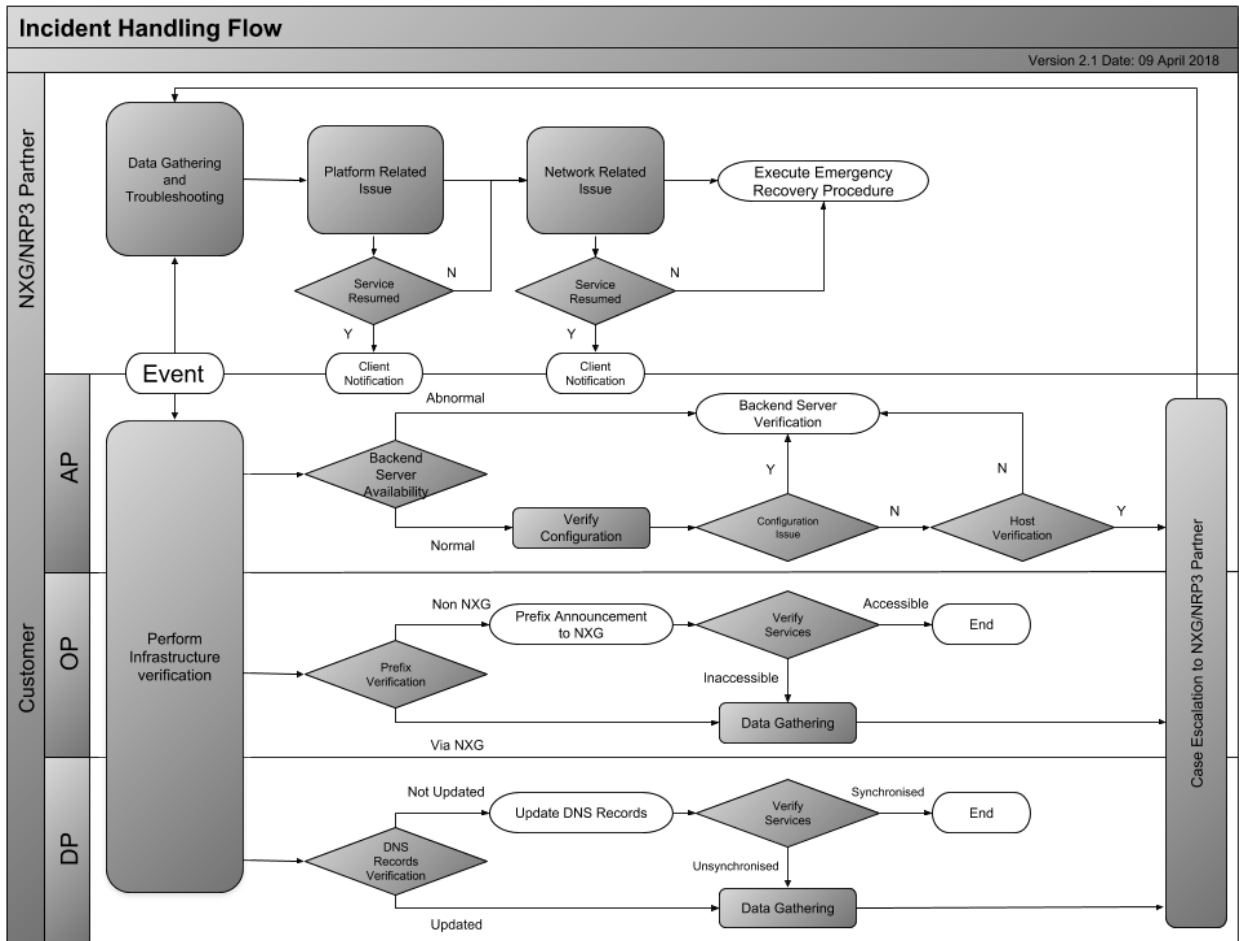 Incident Handling Flow
Version 2.1 Date: 09 April 2018
NXG/NRP3 Partner
Data Gathering
and
Troubleshooting
Platform Related
Issue
Network Related
Issue
Execute Emergency
Recovery Procedure
Service
Resumed
N
Y
Service
Resumed
N
Y
Client
Notification
Client
Notification
Event
Customer
AP
Perform
Infrastructure
verification
Abnormal
Backend
Server
Availability
Normal
Backend Server
Verification
Verify
Configuration
Y
Configuration
Issue
N
N
Host
Verification
Y
Case Escalation to NXG/NRP3 Partner
OP
Non NXG
Prefix
Verification
Via NXG
Prefix Announcement
to NXG
Verify
Services
Accessible
End
Inaccessible
Data Gathering
DP
Not Updated
DNS
Records
Verification
Updated
Update DNS Records
Verify
Services
Synchronised
End
Unsynchronised
Data Gathering